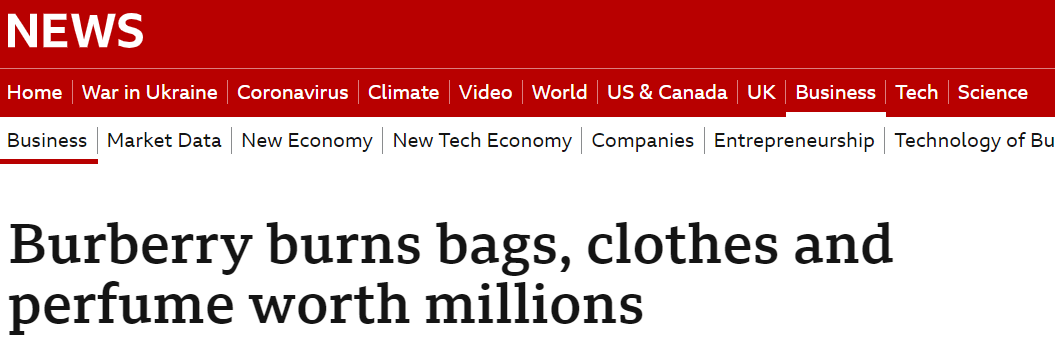 NEWS
Home War in Ukraine Coronavirus Climate Video World US & Canada UK Business Tech Science
Business Market Data New Economy New Tech Economy Companies Entrepreneurship Technology of Bu
Burberry burns bags, clothes and
perfume worth millions